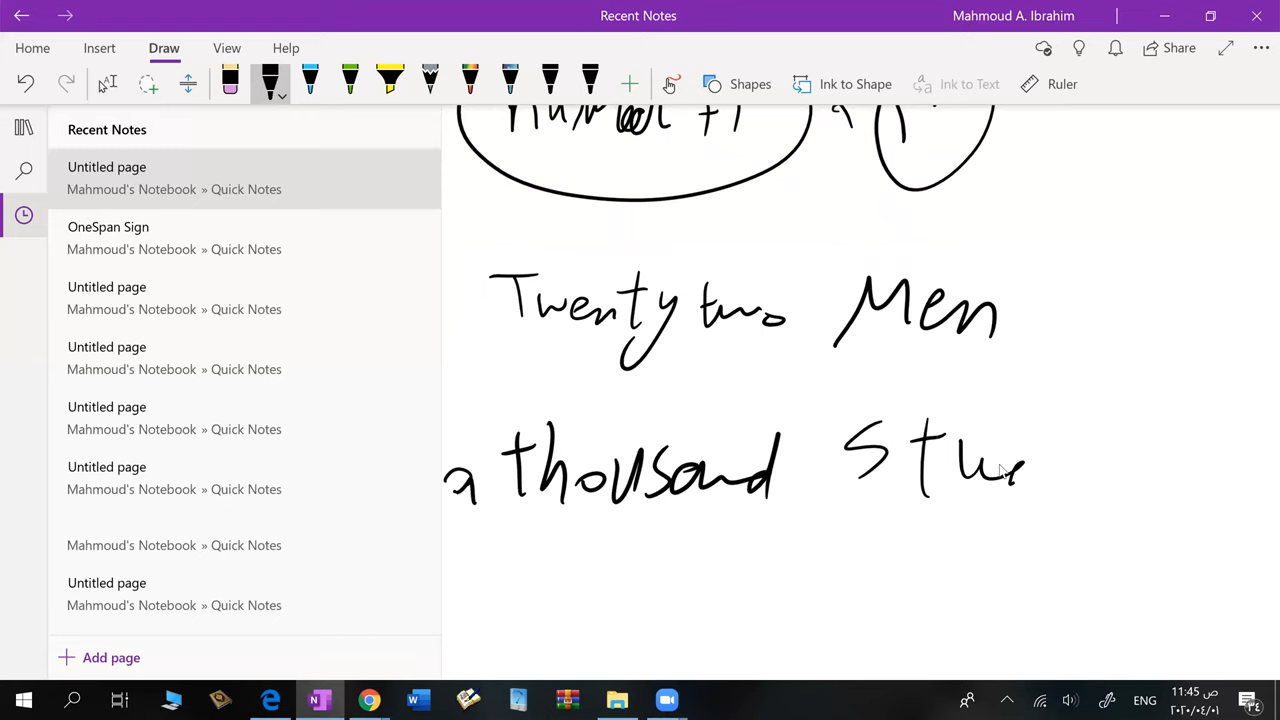 Recent Notes
Mahmoud A. Ibrahim
Home Insert Draw View Help
Share
Shapes Ink to Shape Ink to Text Ruler
Recent Notes
Untitled page
Mahmoud's Notebook » Quick Notes
OneSpan Sign
Mahmoud's Notebook » Quick Notes
Untitled page
Mahmoud's Notebook » Quick Notes
Untitled page
Mahmoud's Notebook » Quick Notes
Untitled page
Mahmoud's Notebook » Quick Notes
Untitled page
Mahmoud's Notebook » Quick Notes
Mahmoud's Notebook » Quick Notes
Untitled page
Mahmoud's Notebook » Quick Notes
Add page
Twenty two Men
a thousand Stu
ENG
11:45 ص